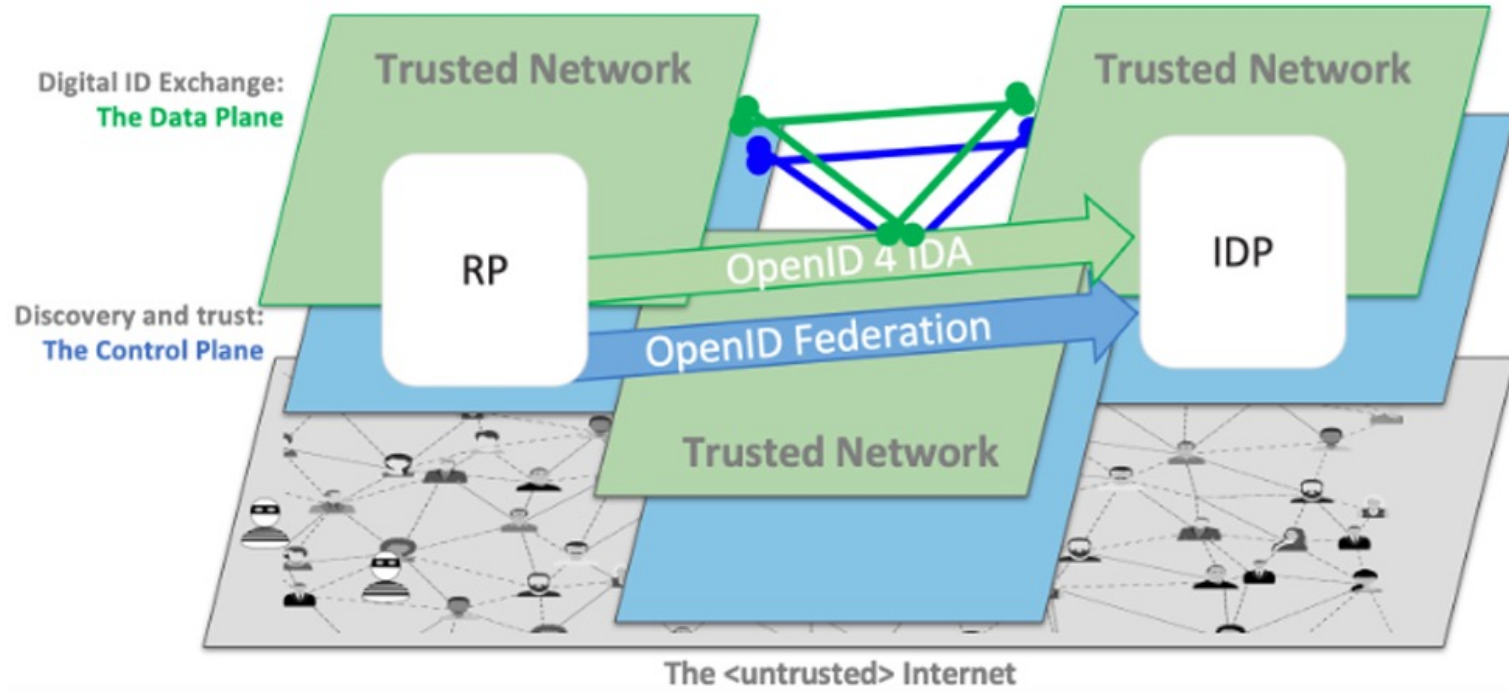 Digital ID Exchange:
The Data Plane
Trusted Network
Trusted Network
RP
IDP
OpenID 4 IDA
Discovery and trust:
The Control Plane
OpenID Federation
Trusted Network
The <untrusted> Internet